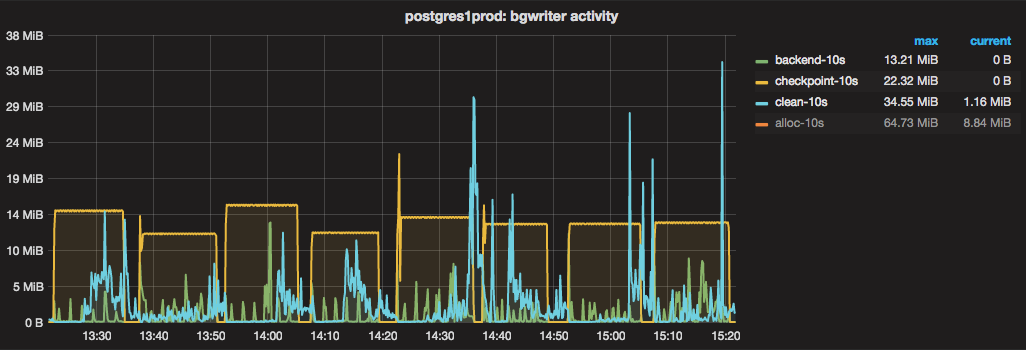 postgres1prod: bgwriter activity
38 MiB
33 MiB
29 MiB
24 MiB
19 MiB
14 MiB
10 MiB
5 MiB
0 B
13:30 13:40 13:50 14:00 14:10 14:20 14:30 14:40 14:50 15:00 15:10 15:20
max current
backend-10s 13.21 MiB 0 B
checkpoint-10s 22.32 MiB 0 B
clean-10s 34.55 MiB 1.16 MiB
alloc-10s 64.73 MiB 8.84 MiB